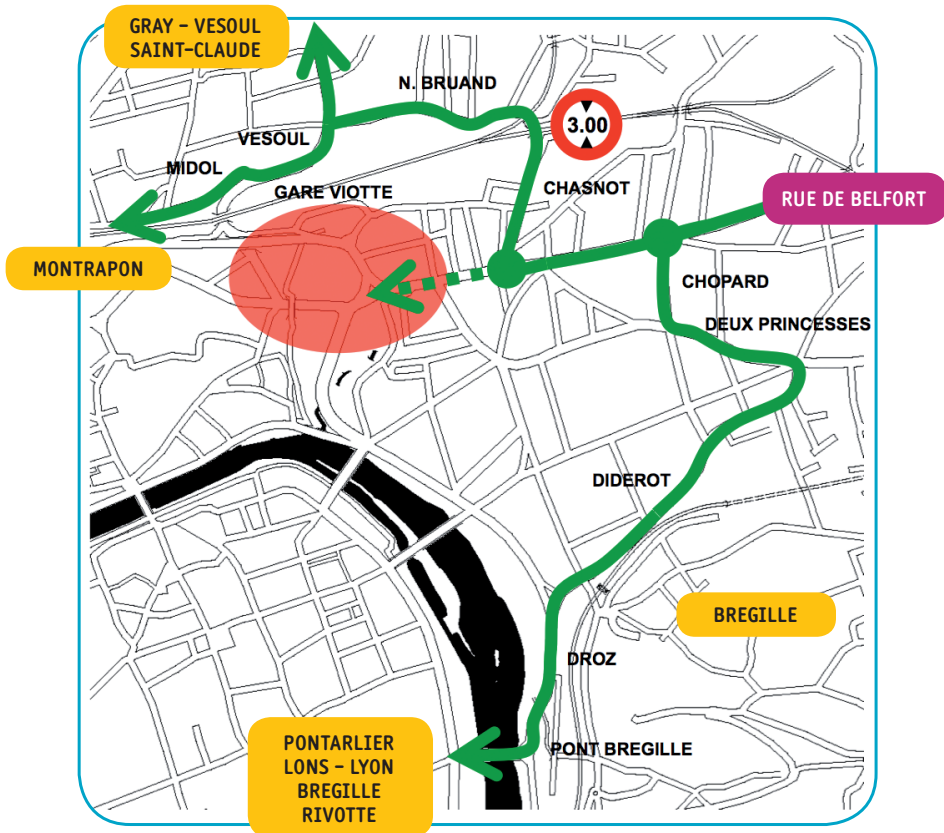 GRAY – VESOUL
SAINT-CLAUDE
N. BRUAND
3.00
VESOUL
MIDOL
GARE VIOTTE
CHASNOT
RUE DE BELFORT
MONTRAPON
CHOPARD
DEUX PRINCESSES
DIDEROT
BREGILLE
DROZ
PONT BREGILLE
PONTARLIER
LONS – LYON
BREGILLE
RIVOTTE